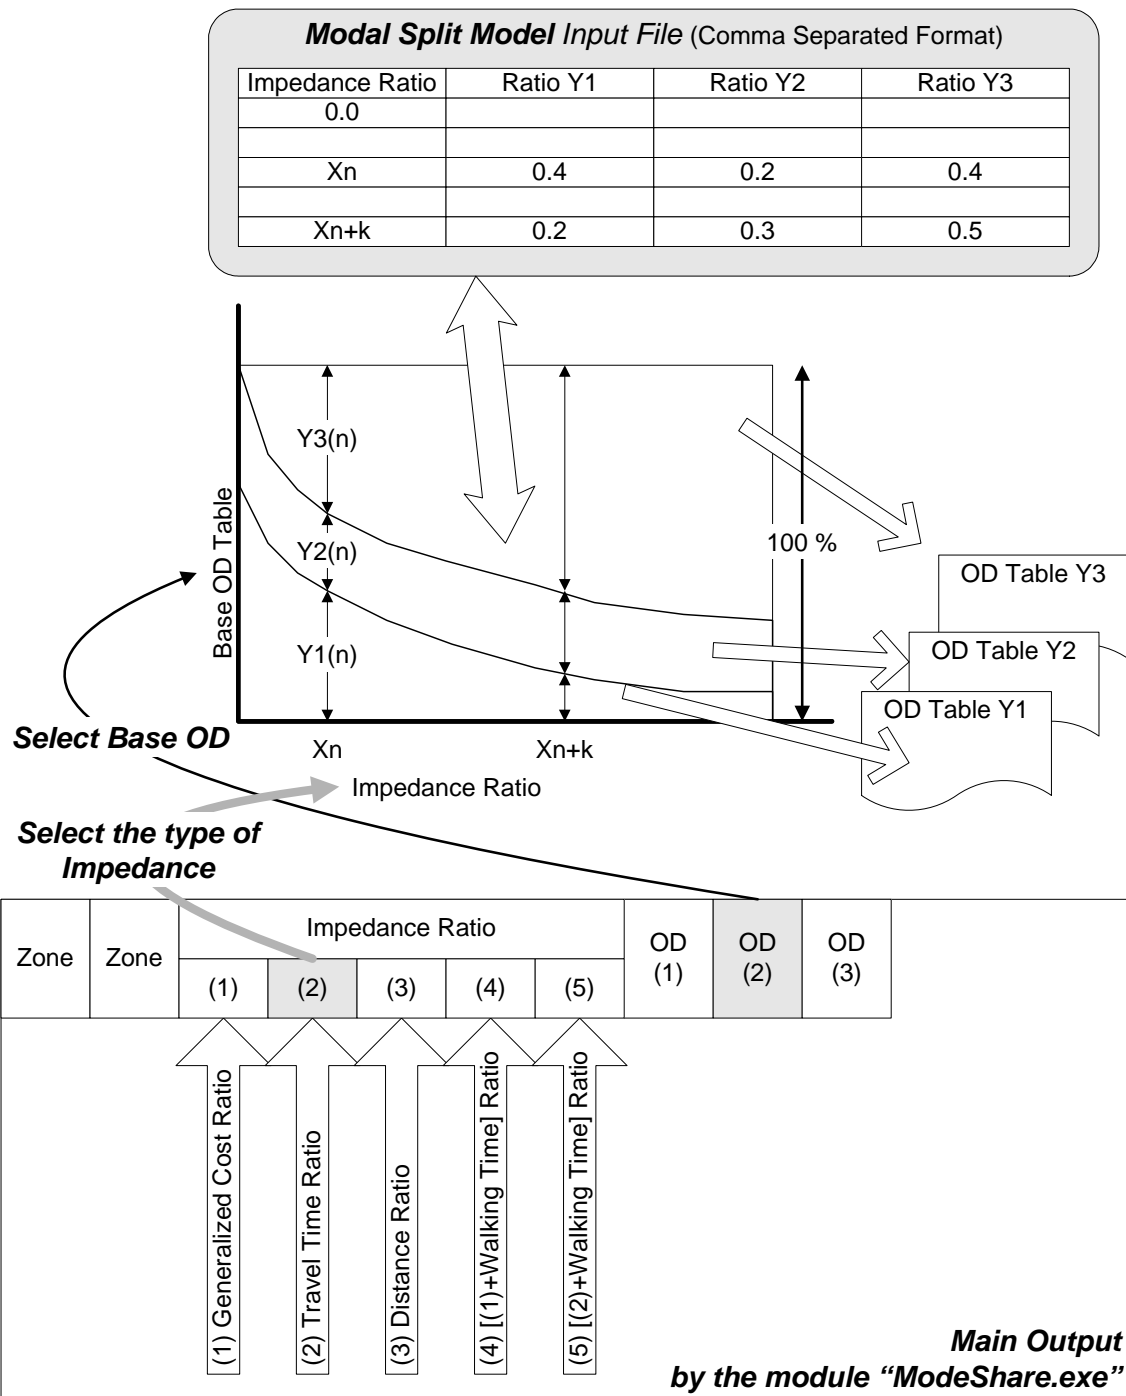 Modal Split Model Input File (Comma Separated Format)
Impedance Ratio Ratio Y1 Ratio Y2 Ratio Y3
0.0
Xn 0.4 0.2 0.4
Xn+k 0.2 0.3 0.5
Base OD Table
Y3(n)
Y2(n)
Y1(n)
100 %
OD Table Y3
OD Table Y2
OD Table Y1
Select Base OD
Xn Xn+k
Impedance Ratio
Select the type of
Impedance
Zone Zone Impedance Ratio
(1) (2) (3) (4) (5)
OD
(1)
OD
(2)
OD
(3)
(1) Generalized Cost Ratio
(2) Travel Time Ratio
(3) Distance Ratio
(4) [(1)+Walking Time] Ratio
(5) [(2)+Walking Time] Ratio
Main Output
by the module “ModeShare.exe”